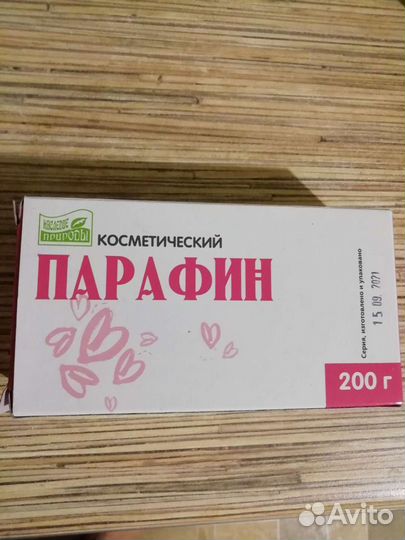 НАСЛЕДИЕ
ПРИРОДЫ
КОСМЕТИЧЕСКИЙ
ПАРАФИН
Серия, изготовлено и упаковано
15 09. 2021
200 г
Avito